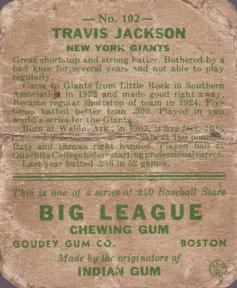 — No. 102 —
TRAVIS JACKSON
NEW YORK GIANTS
Great shortstop and strong batter. Bothered by a
bad knee for several years and not able to play
regularly.
Came to Giants from Little Rock in Southern
Association in 1922 and made good right away.
Became regular shortstop of team in 1924. Five
times batted better than .300. Played in two
world's series for the Giants.
Born at Waldo, Ark., in 1903, is five feet, 10½
pounds.
Bats and throws right handed. Played ball at
Ouachita College before starting professional career.
Last year batted .256 in 52 games.
This is one of a series of 240 Baseball Stars
BIG LEAGUE
CHEWING GUM
GOUDEY GUM CO. BOSTON
Made by the originators of
INDIAN GUM